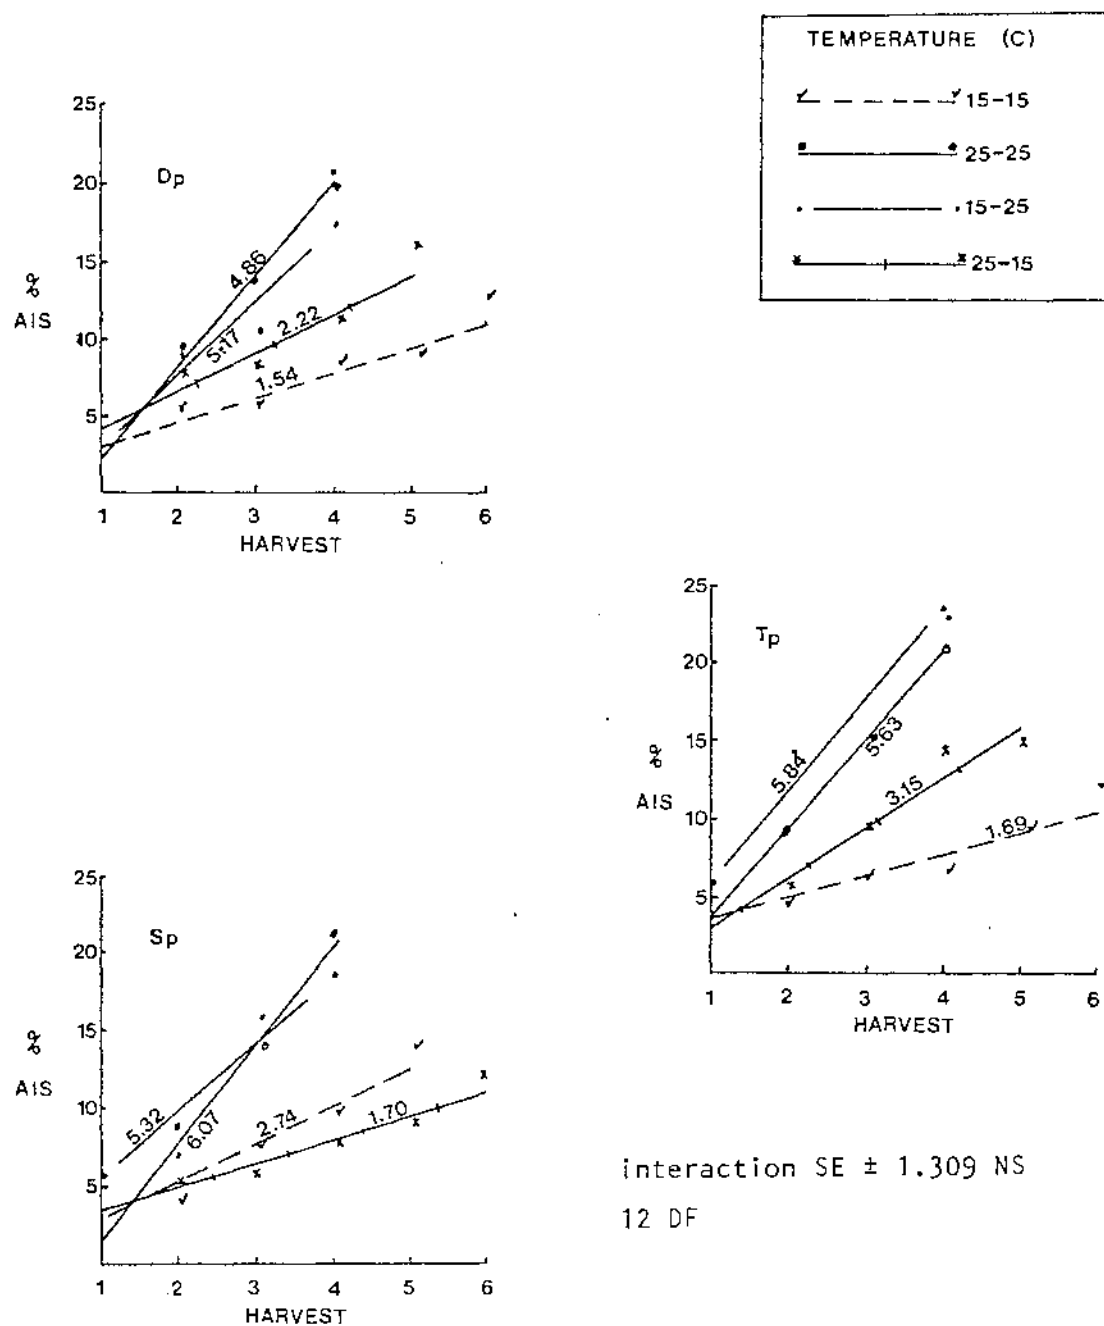 TEMPERATURE (C)
15-15
25-25
15-25
25-15
25
20
15
10
5
Dp
%
AIS
4.86
5.17
2.22
1.54
1 2 3 4 5 6
HARVEST
25
20
15
10
5
Tp
%
AIS
5.84
5.63
3.15
1.69
1 2 3 4 5 6
HARVEST
25
20
15
10
5
Sp
%
AIS
5.32
6.07
2.74
1.70
1 2 3 4 5 6
HARVEST
interaction SE ± 1.309 NS
12 DF